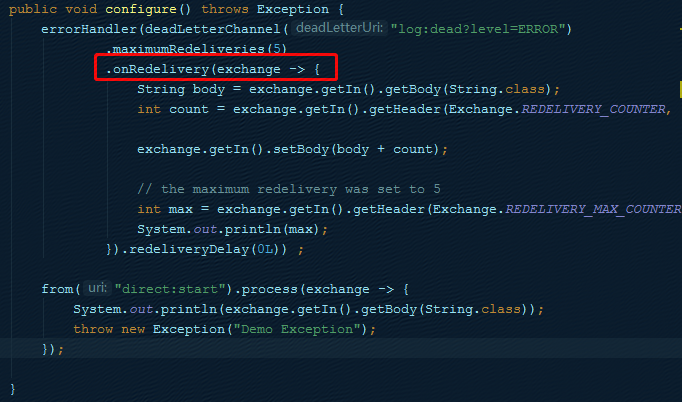 public void configure() throws Exception {
    errorHandler(deadLetterChannel( deadLetterUri: "log:dead?level=ERROR")
            .maximumRedeliveries(5)
            .onRedelivery(exchange -> {
                String body = exchange.getIn().getBody(String.class);
                int count = exchange.getIn().getHeader(Exchange.REDELIVERY_COUNTER,
                exchange.getIn().setBody(body + count);
                // the maximum redelivery was set to 5
                int max = exchange.getIn().getHeader(Exchange.REDELIVERY_MAX_COUNTER
                System.out.println(max);
            }).redeliveryDelay(0L)) ;
    from( uri: "direct:start").process(exchange -> {
        System.out.println(exchange.getIn().getBody(String.class));
        throw new Exception("Demo Exception");
    });
}